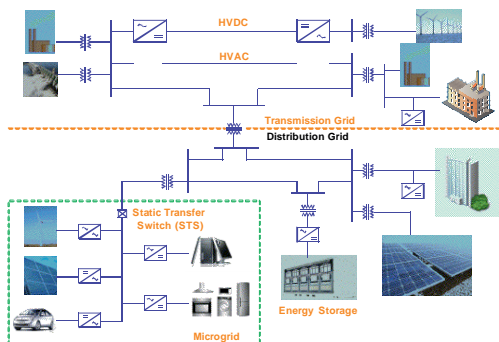 HVDC
HVAC
Transmission Grid
Distribution Grid
Static Transfer
Switch (STS)
Energy Storage
Microgrid